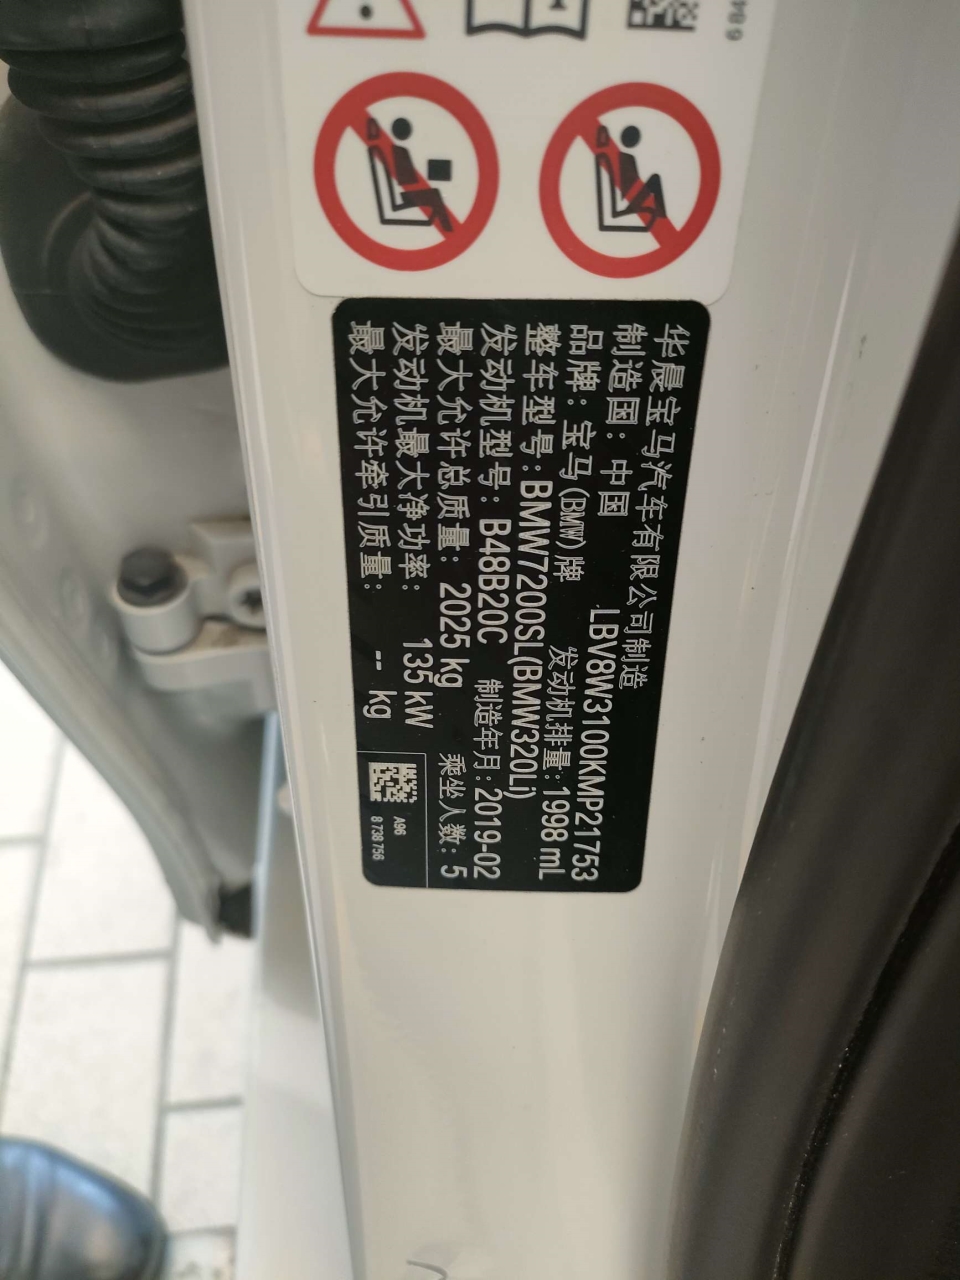 6 84
华晨宝马汽车有限公司制造
制造国：中国 LBV8W3100KMP21753
品牌：宝马(BMW)牌 发动机排量：1998 mL
整车型号：BMW7200SL(BMW320Li)
发动机型号：B48B20C 制造年月：2019-02
最大允许总质量：2025 kg 乘坐人数：5
发动机最大净功率：135 kW
最大允许牵引质量：-- kg
A96
8 738 756